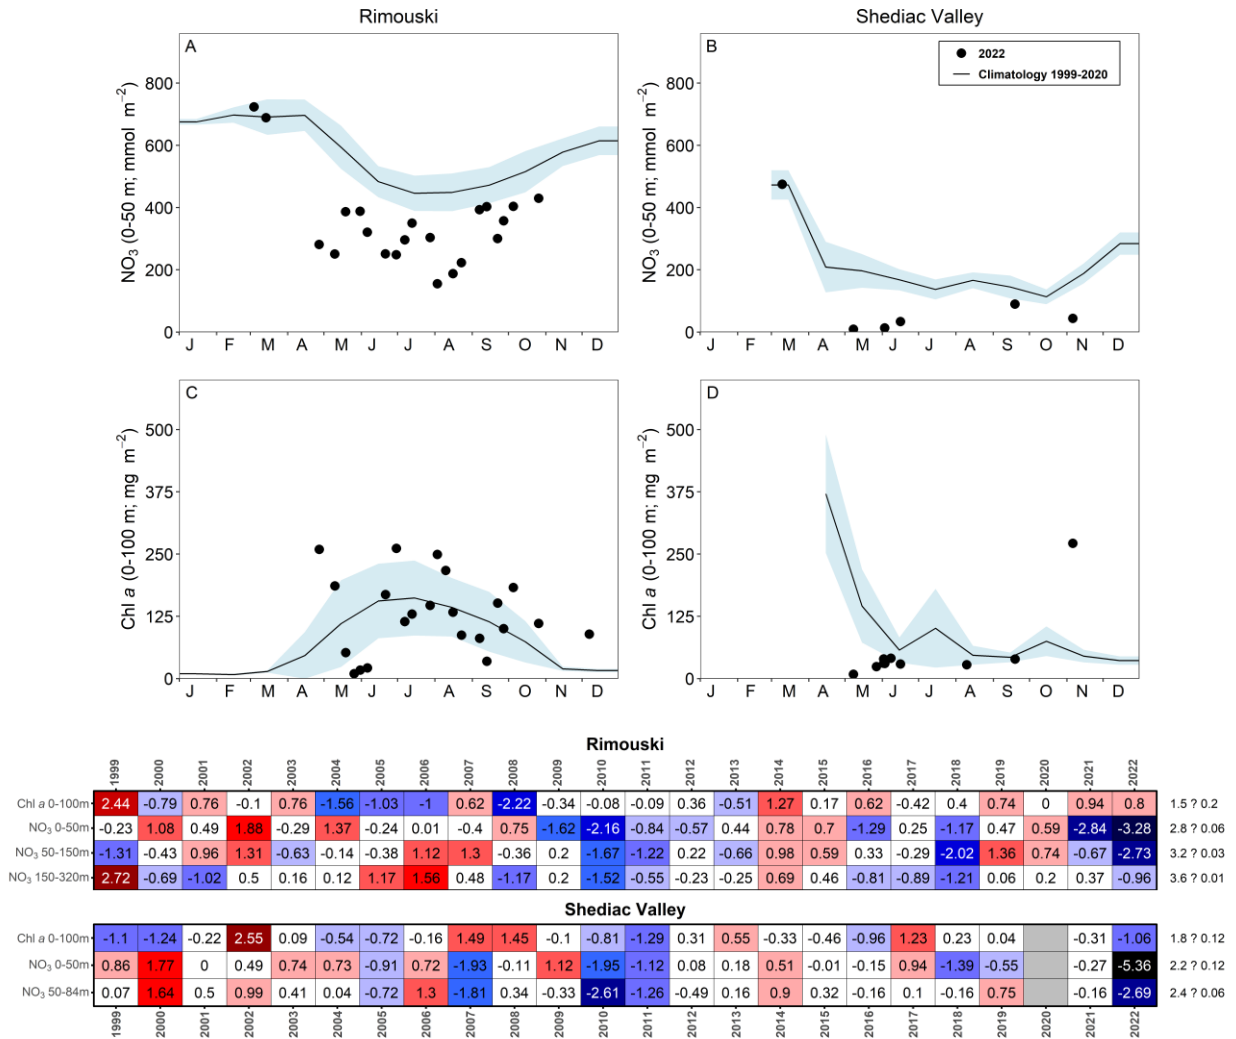 Rimouski
Shediac Valley
A
NO3 (0-50 m; mmol m−2)
800
600
400
200
0
J F M A M J J A S O N D
B
2022
Climatology 1999-2020
NO3 (0-50 m; mmol m−2)
800
600
400
200
0
J F M A M J J A S O N D
C
Chl a (0-100 m; mg m−2)
500
375
250
125
0
J F M A M J J A S O N D
D
Chl a (0-100 m; mg m−2)
500
375
250
125
0
J F M A M J J A S O N D
Rimouski
1999 2000 2001 2002 2003 2004 2005 2006 2007 2008 2009 2010 2011 2012 2013 2014 2015 2016 2017 2018 2019 2020 2021 2022
Chl a 0-100m 2.44 -0.79 0.76 -0.1 0.76 -1.56 -1.03 -1 0.62 -2.22 -0.34 -0.08 -0.09 0.36 -0.51 1.27 0.17 0.62 -0.42 0.4 0.74 0 0.94 0.8 1.5 ? 0.2
NO3 0-50m -0.23 1.08 0.49 1.88 -0.29 1.37 -0.24 0.01 -0.4 0.75 -1.62 -2.16 -0.84 -0.57 0.44 0.78 0.7 -1.29 0.25 -1.17 0.47 0.59 -2.84 -3.28 2.8 ? 0.06
NO3 50-150m -1.31 -0.43 0.96 1.31 -0.63 -0.14 -0.38 1.12 1.3 -0.36 0.2 -1.67 -1.22 0.22 -0.66 0.98 0.59 0.33 -0.29 -2.02 1.36 0.74 -0.67 -2.73 3.2 ? 0.03
NO3 150-320m 2.72 -0.69 -1.02 0.5 0.16 0.12 1.17 1.56 0.48 -1.17 0.2 -1.52 -0.55 -0.23 -0.25 0.69 0.46 -0.81 -0.89 -1.21 0.06 0.2 0.37 -0.96 3.6 ? 0.01
Shediac Valley
Chl a 0-100m -1.1 -1.24 -0.22 2.55 0.09 -0.54 -0.72 -0.16 1.49 1.45 -0.1 -0.81 -1.29 0.31 0.55 -0.33 -0.46 -0.96 1.23 0.23 0.04 -0.31 -1.06 1.8 ? 0.12
NO3 0-50m 0.86 1.77 0 0.49 0.74 0.73 -0.91 0.72 -1.93 -0.11 1.12 -1.95 -1.12 0.08 0.18 0.51 -0.01 -0.15 0.94 -1.39 -0.55 -0.27 -5.36 2.2 ? 0.12
NO3 50-84m 0.07 1.64 0.5 0.99 0.41 0.04 -0.72 1.3 -1.81 0.34 -0.33 -2.61 -1.26 -0.49 0.16 0.9 0.32 -0.16 0.1 -0.16 0.75 -0.16 -2.69 2.4 ? 0.06
1999 2000 2001 2002 2003 2004 2005 2006 2007 2008 2009 2010 2011 2012 2013 2014 2015 2016 2017 2018 2019 2020 2021 2022